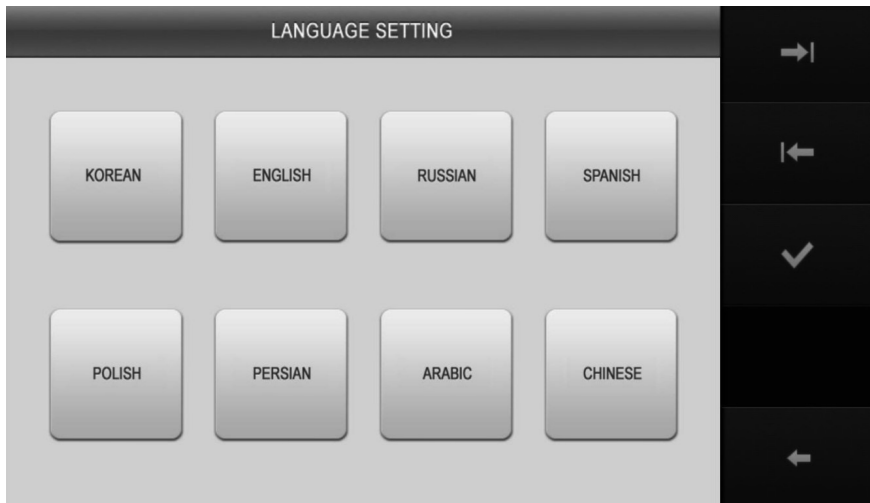 LANGUAGE SETTING
KOREAN ENGLISH RUSSIAN SPANISH
POLISH PERSIAN ARABIC CHINESE